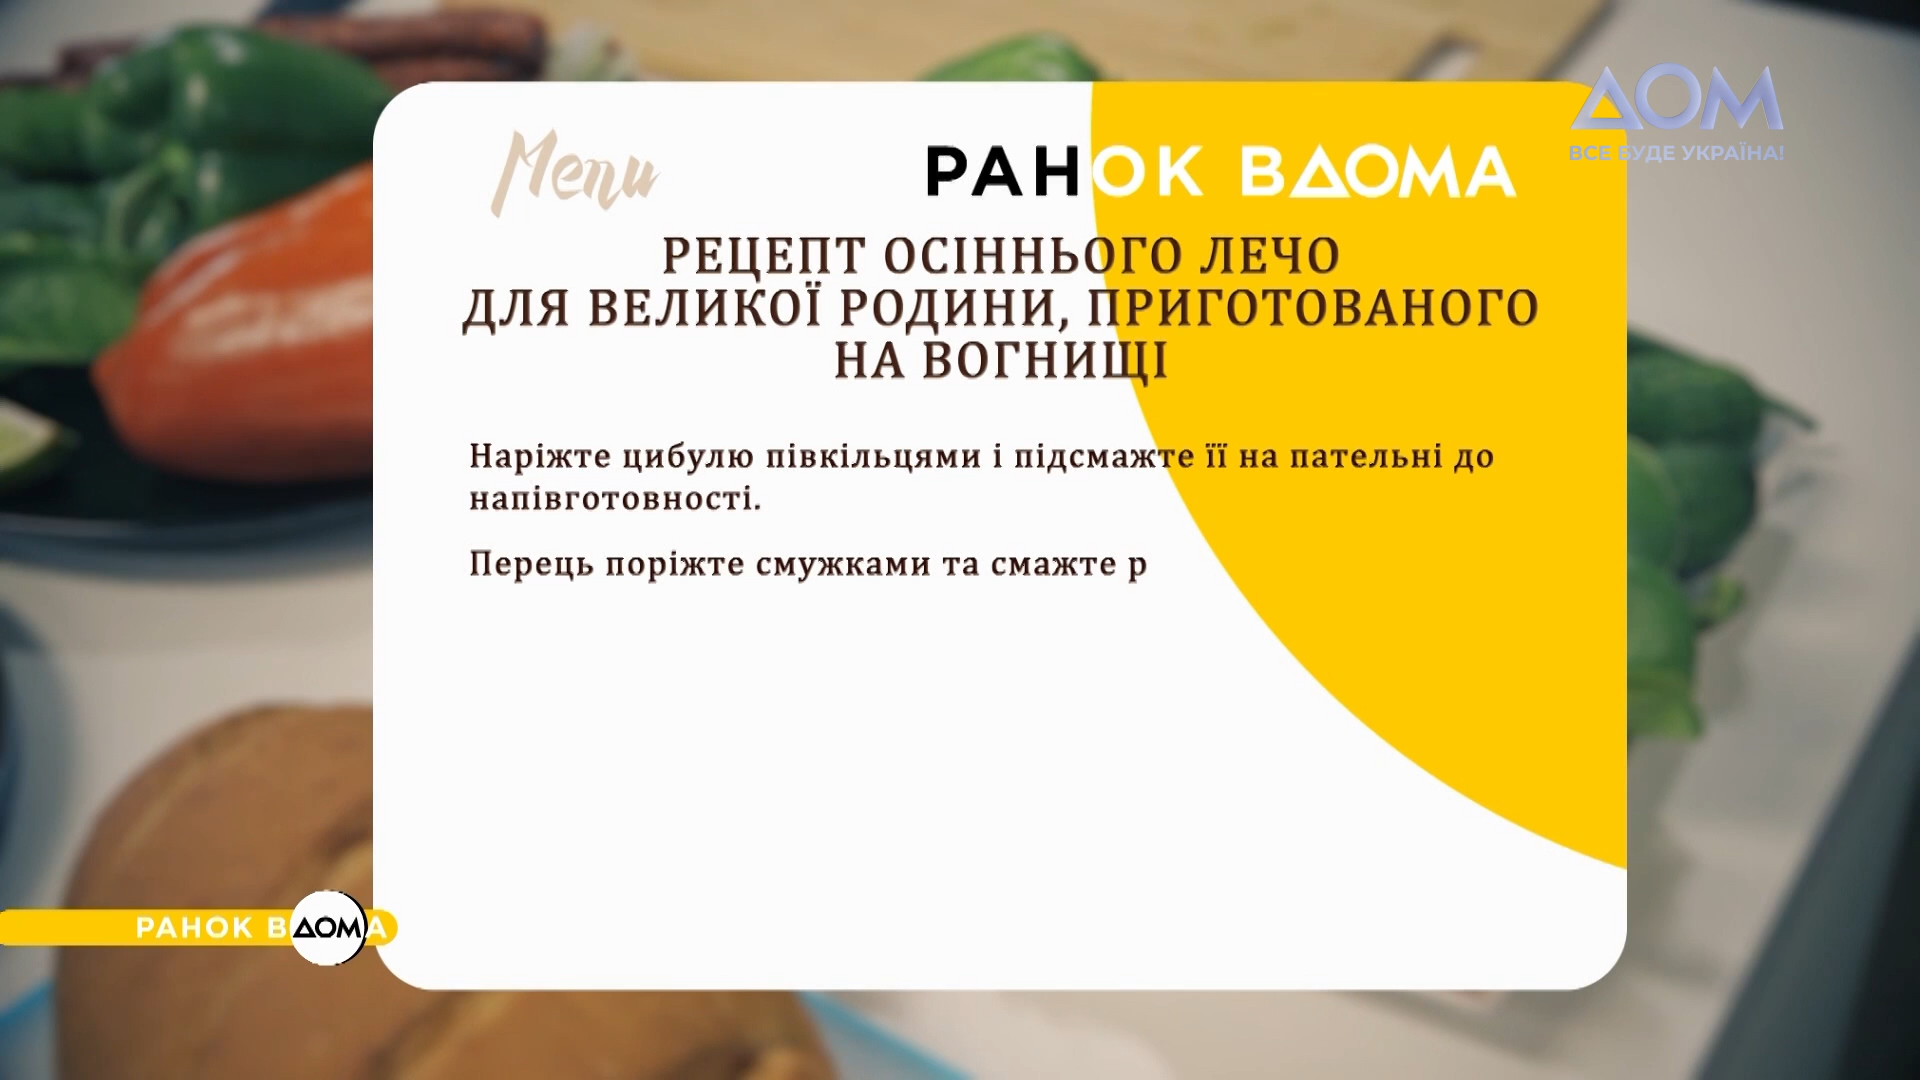 ДОМ
ВСЕ БУДЕ УКРАЇНА!
Menu
РАНОК ВДОМА
РЕЦЕПТ ОСІННЬОГО ЛЕЧО
ДЛЯ ВЕЛИКОЇ РОДИНИ, ПРИГОТОВАНОГО
НА ВОГНИЩІ
Наріжте цибулю півкільцями і підсмажте її на пательні до
напівготовності.
Перець поріжте смужками та смажте р
РАНОК ВДОМА